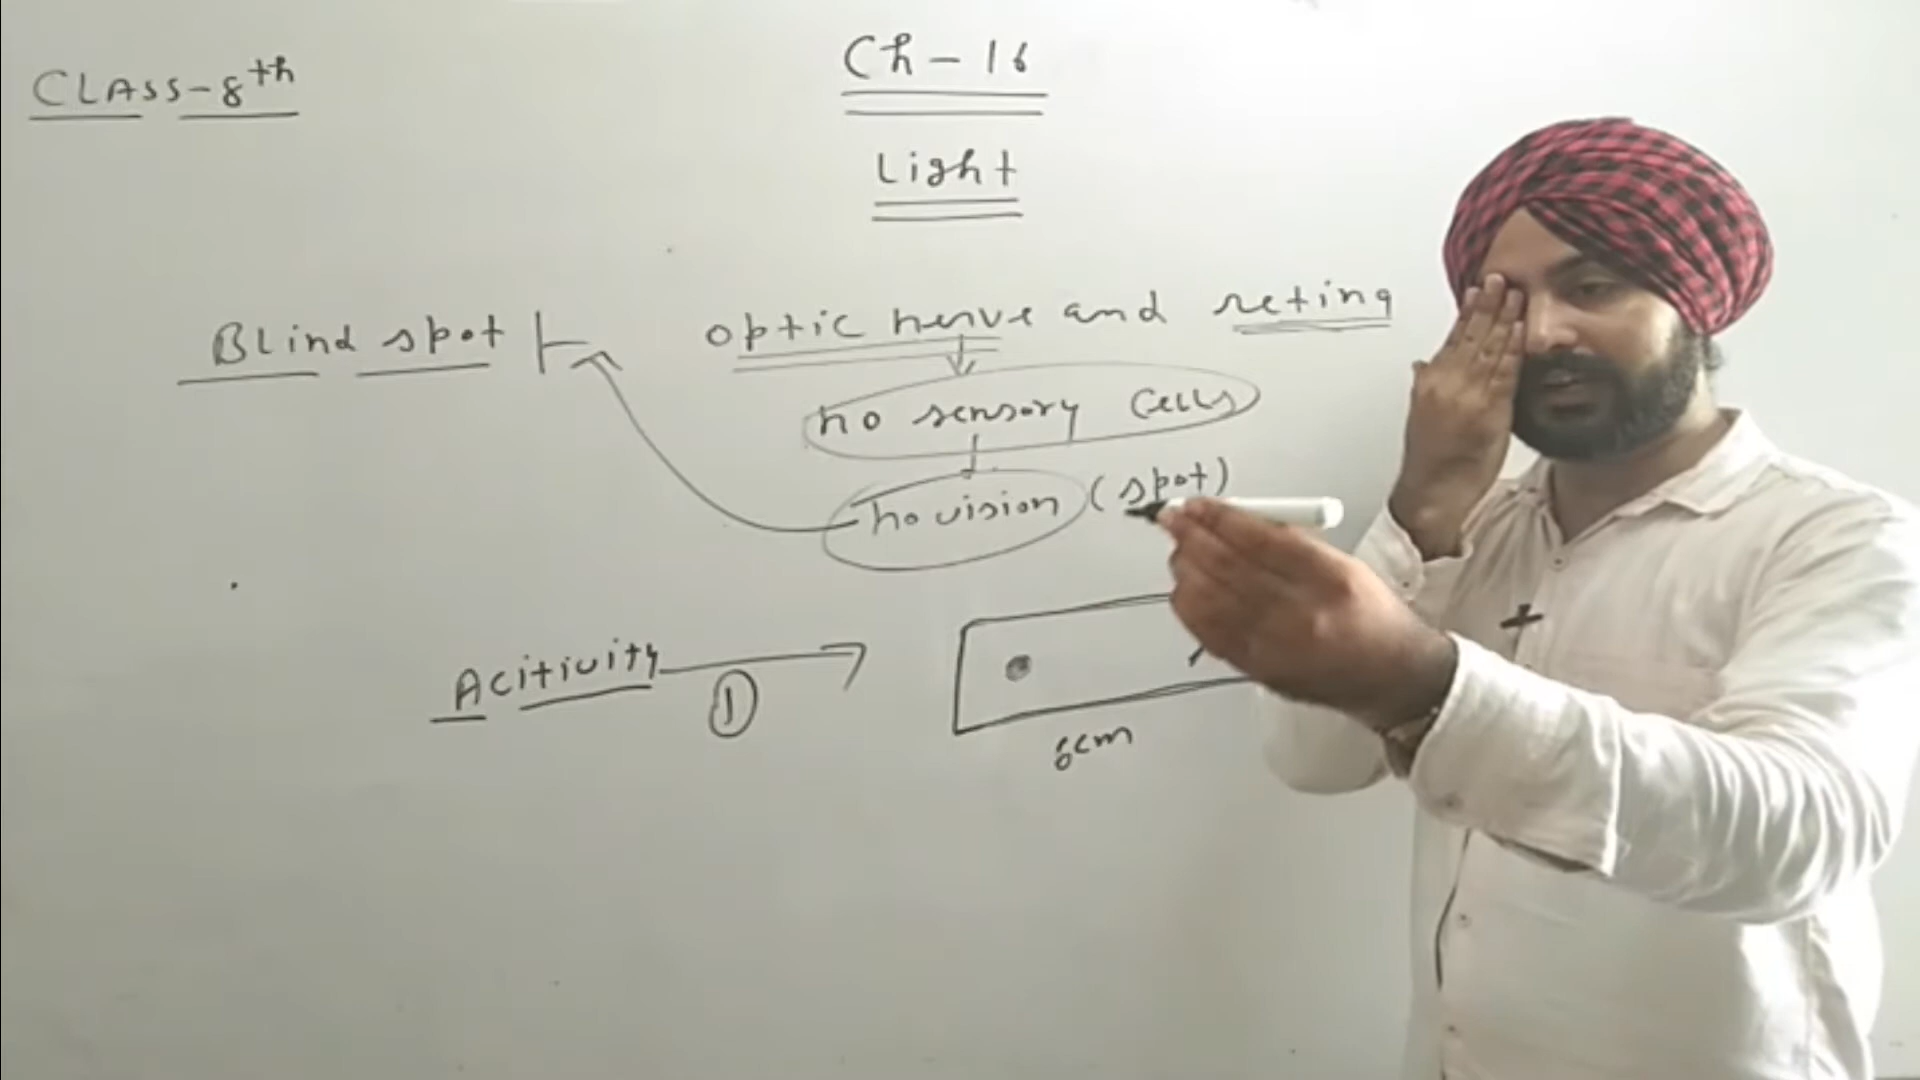 CLASS-8th
Ch-16
Light
Blind spot
optic nerve and retina
no sensory cells
no vision (spot)
Acitivity
1
6cm